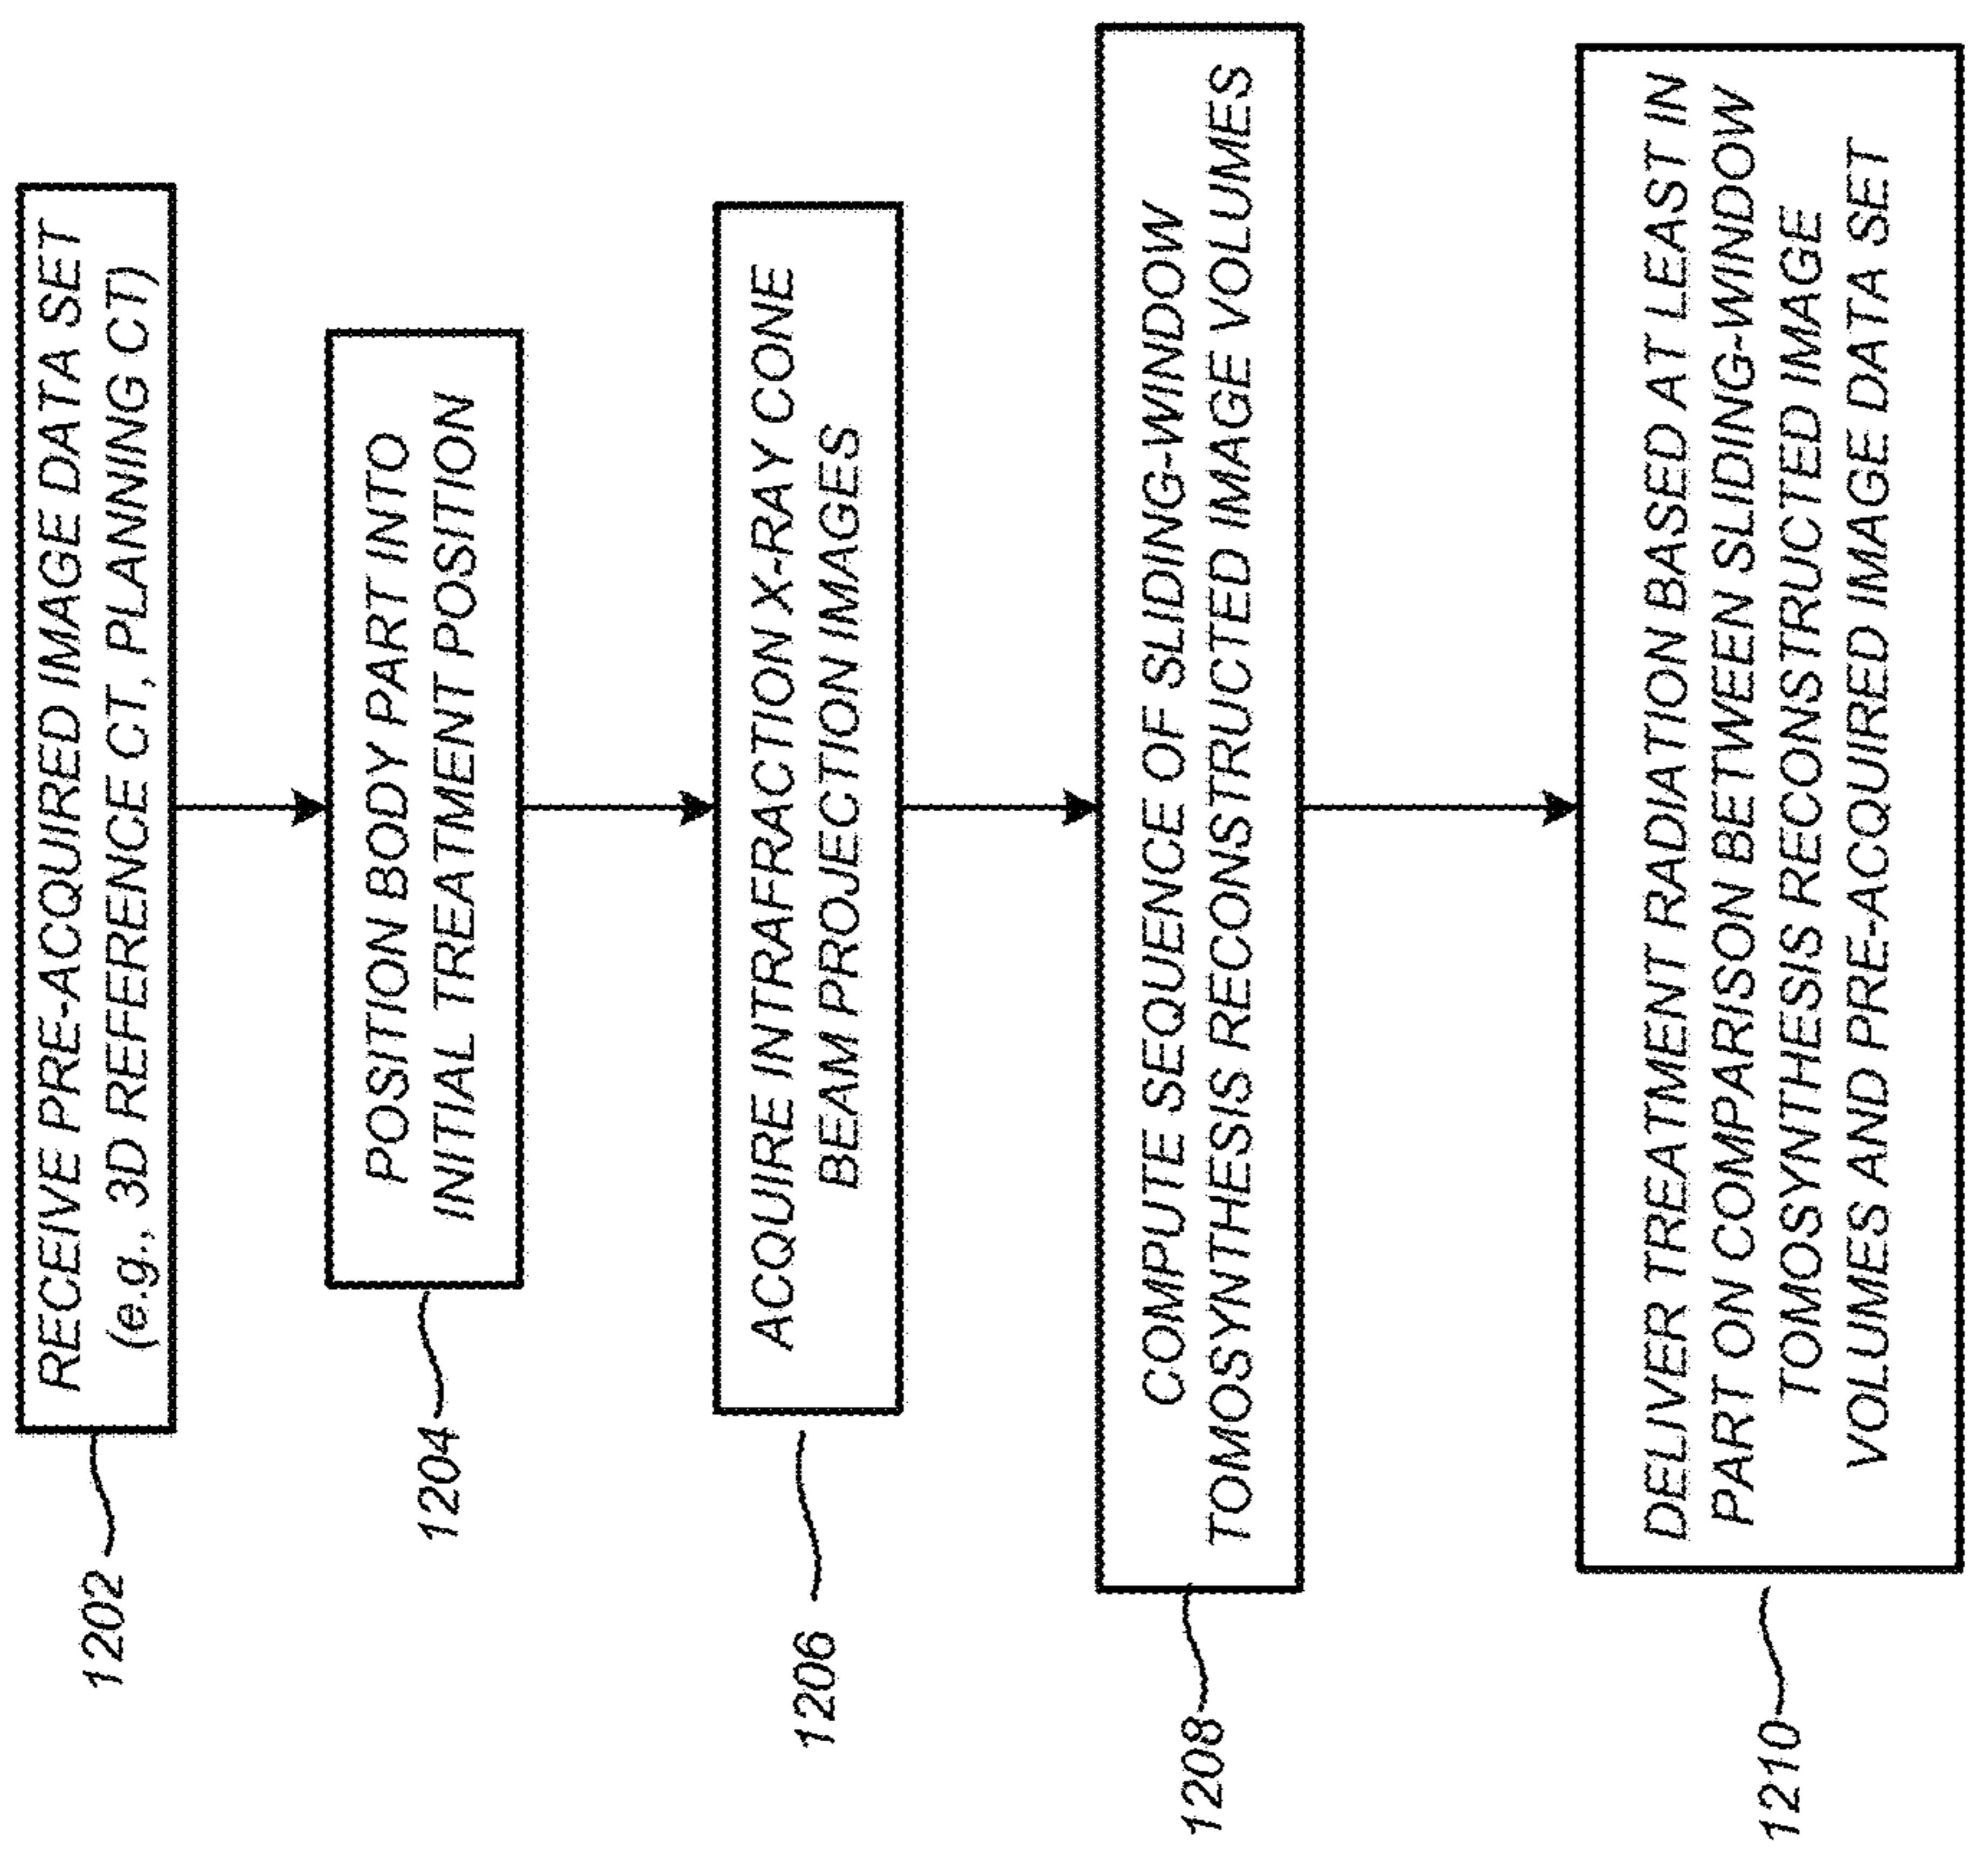 RECEIVE PRE-ACQUIRED IMAGE DATA SET
(e.g., 3D REFERENCE CT, PLANNING CT)
1202
POSITION BODY PART INTO
INITIAL TREATMENT POSITION
1204
ACQUIRE INTRAFRACTION X-RAY CONE
BEAM PROJECTION IMAGES
1206
COMPUTE SEQUENCE OF SLIDING-WINDOW
TOMOSYNTHESIS RECONSTRUCTED IMAGE VOLUMES
1208
DELIVER TREATMENT RADIATION BASED AT LEAST IN
PART ON COMPARISON BETWEEN SLIDING-WINDOW
TOMOSYNTHESIS RECONSTRUCTED IMAGE
VOLUMES AND PRE-ACQUIRED IMAGE DATA SET
1210